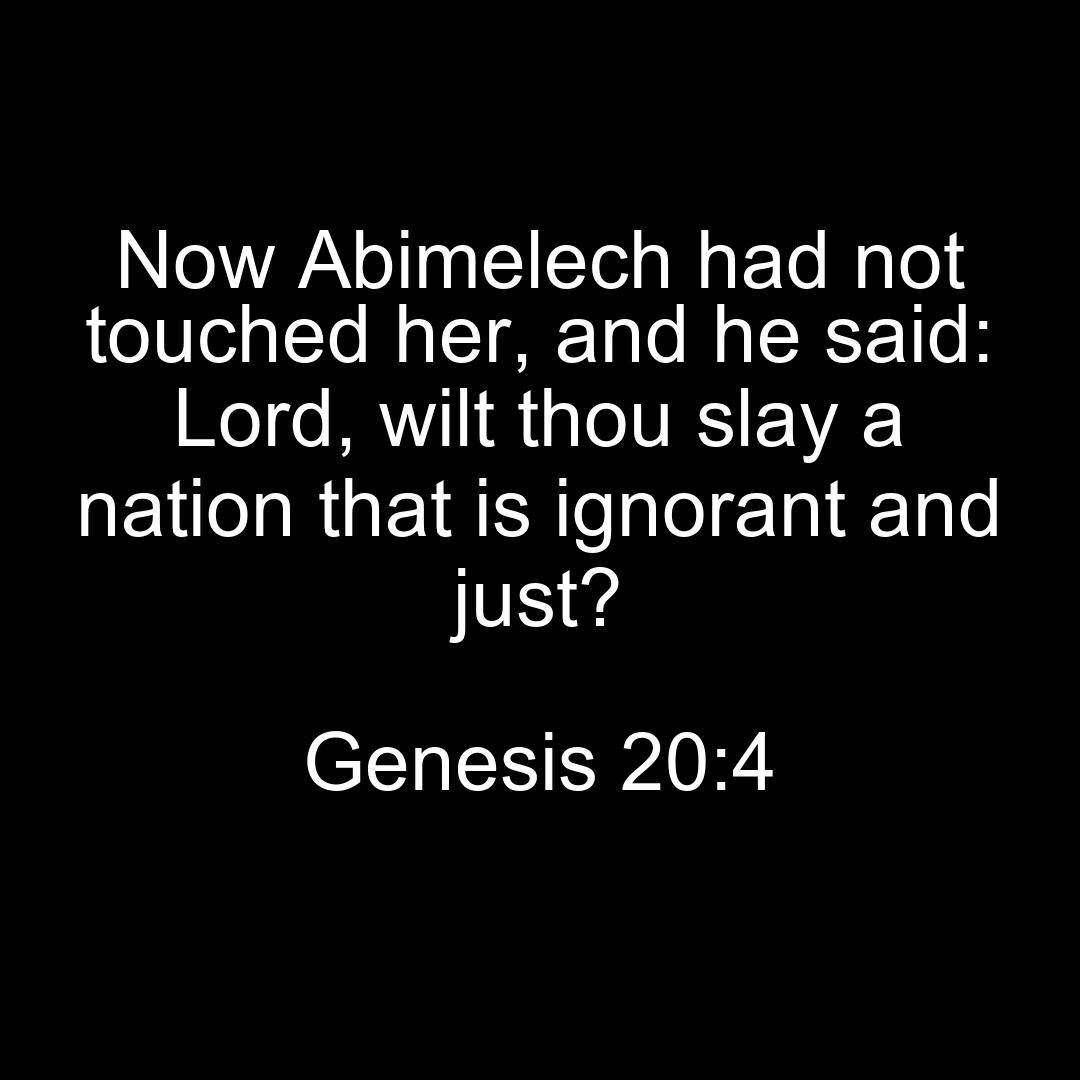 Now Abimelech had not
touched her, and he said:
Lord, wilt thou slay a
nation that is ignorant and
just?
Genesis 20:4